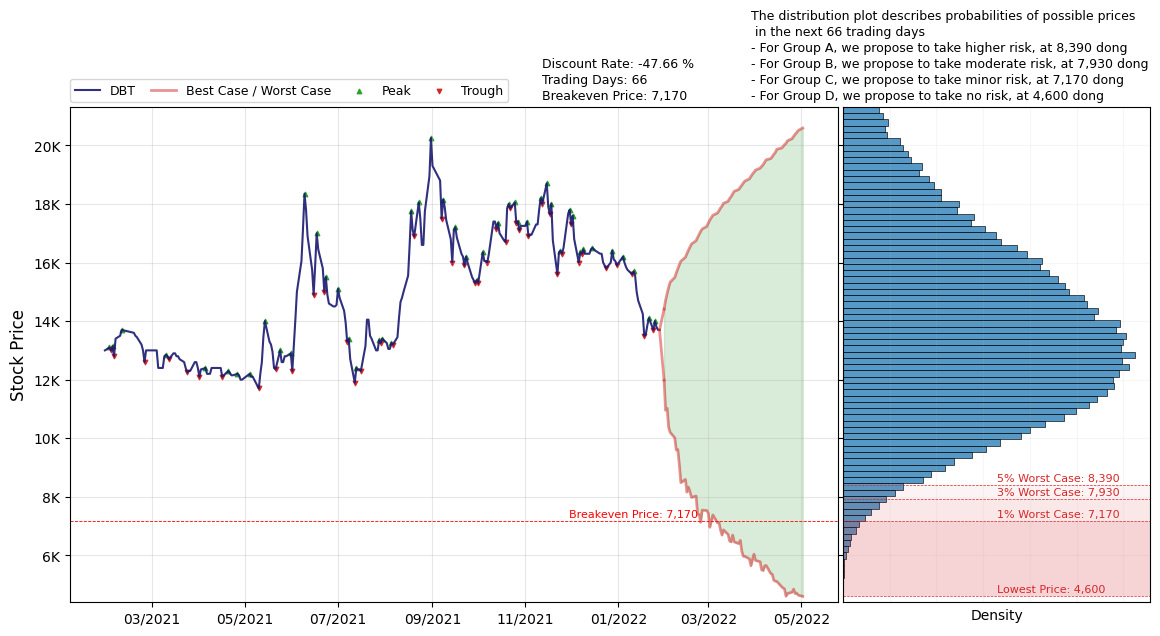 The distribution plot describes probabilities of possible prices
in the next 66 trading days
- For Group A, we propose to take higher risk, at 8,390 dong
- For Group B, we propose to take moderate risk, at 7,930 dong
- For Group C, we propose to take minor risk, at 7,170 dong
- For Group D, we propose to take no risk, at 4,600 dong
Discount Rate: -47.66 %
Trading Days: 66
Breakeven Price: 7,170
DBT
Best Case / Worst Case
Peak
Trough
Stock Price
20K
18K
16K
14K
12K
10K
8K
6K
Breakeven Price: 7,170
03/2021
05/2021
07/2021
09/2021
11/2021
01/2022
03/2022
05/2022
5% Worst Case: 8,390
3% Worst Case: 7,930
1% Worst Case: 7,170
Lowest Price: 4,600
Density